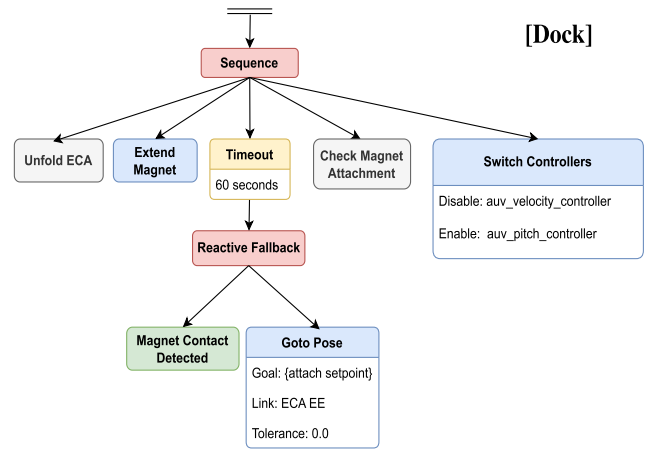 [Dock]
Sequence
Unfold ECA
Extend
Magnet
Timeout
60 seconds
Check Magnet
Attachment
Switch Controllers
Disable: auv_velocity_controller
Enable: auv_pitch_controller
Reactive Fallback
Magnet Contact
Detected
Goto Pose
Goal: {attach setpoint}
Link: ECA EE
Tolerance: 0.0